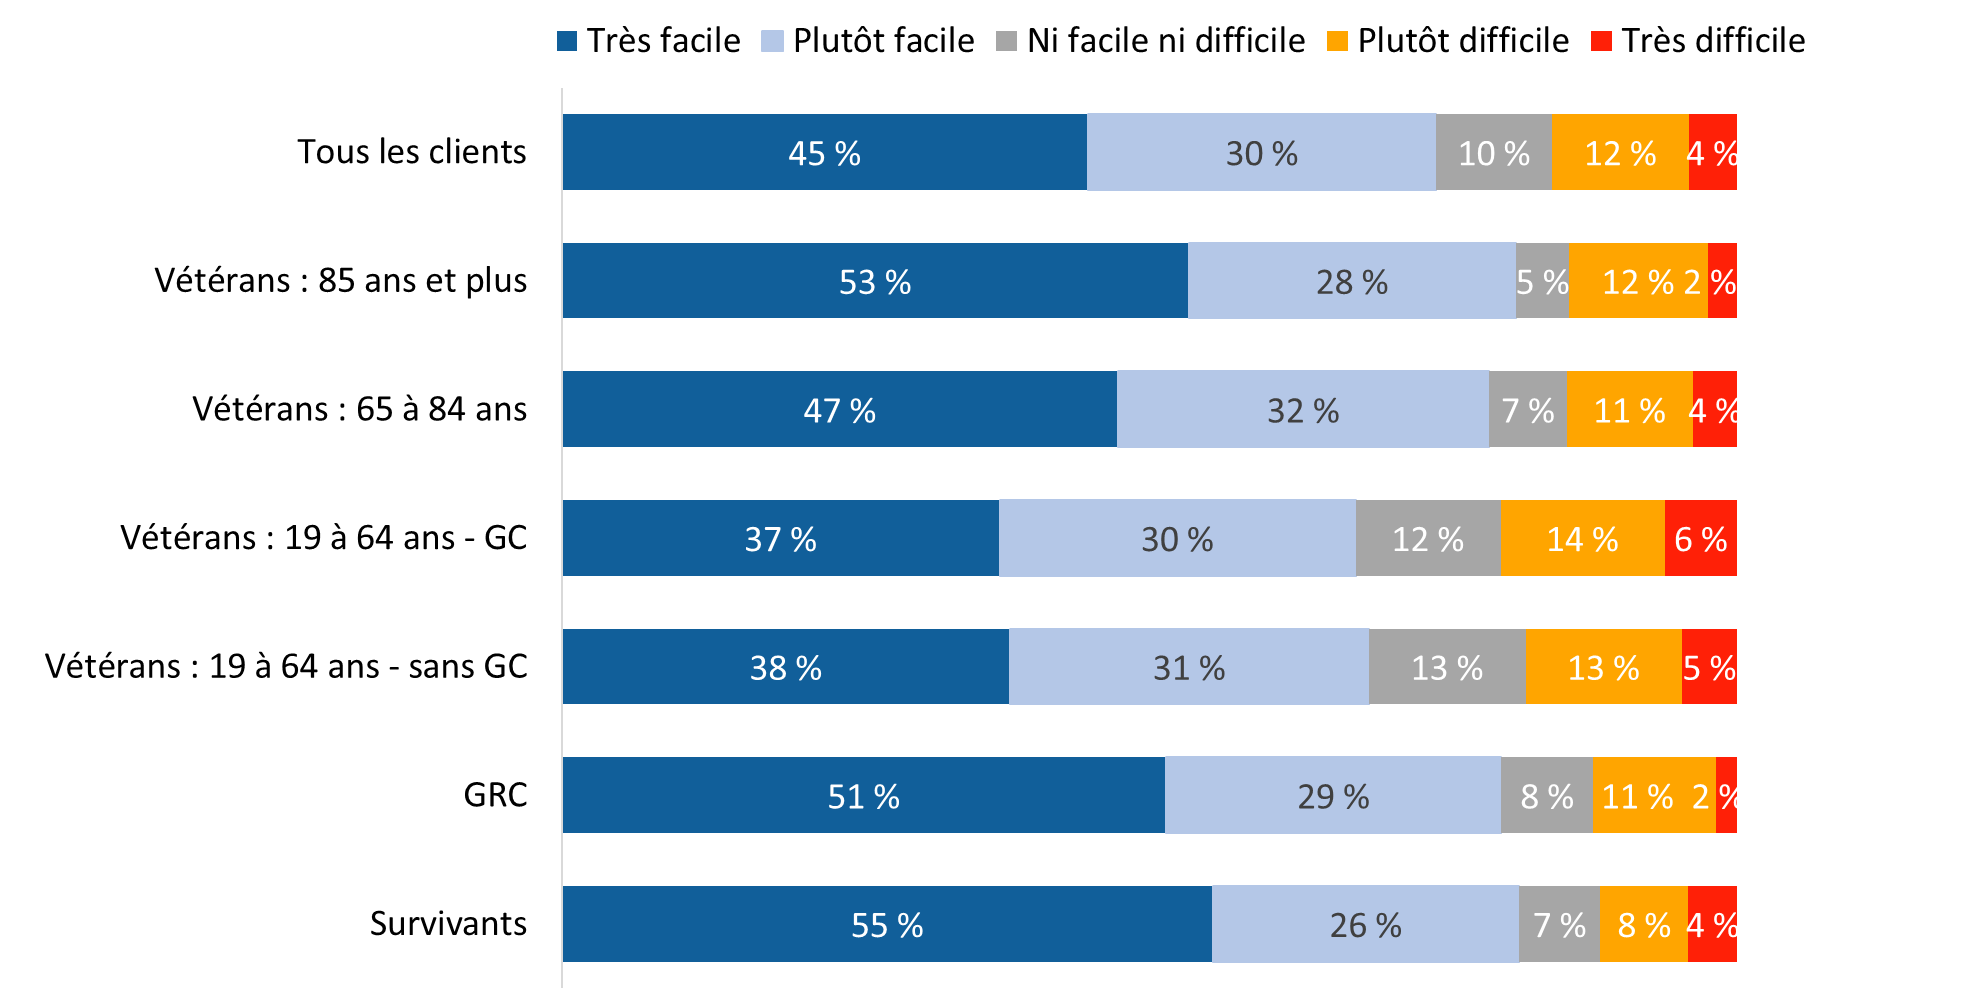 Très facile Plutôt facile Ni facile ni difficile Plutôt difficile Très difficile
Tous les clients 45 % 30 % 10 % 12 % 4 %
Vétérans : 85 ans et plus 53 % 28 % 5 % 12 % 2 %
Vétérans : 65 à 84 ans 47 % 32 % 7 % 11 % 4 %
Vétérans : 19 à 64 ans - GC 37 % 30 % 12 % 14 % 6 %
Vétérans : 19 à 64 ans - sans GC 38 % 31 % 13 % 13 % 5 %
GRC 51 % 29 % 8 % 11 % 2 %
Survivants 55 % 26 % 7 % 8 % 4 %